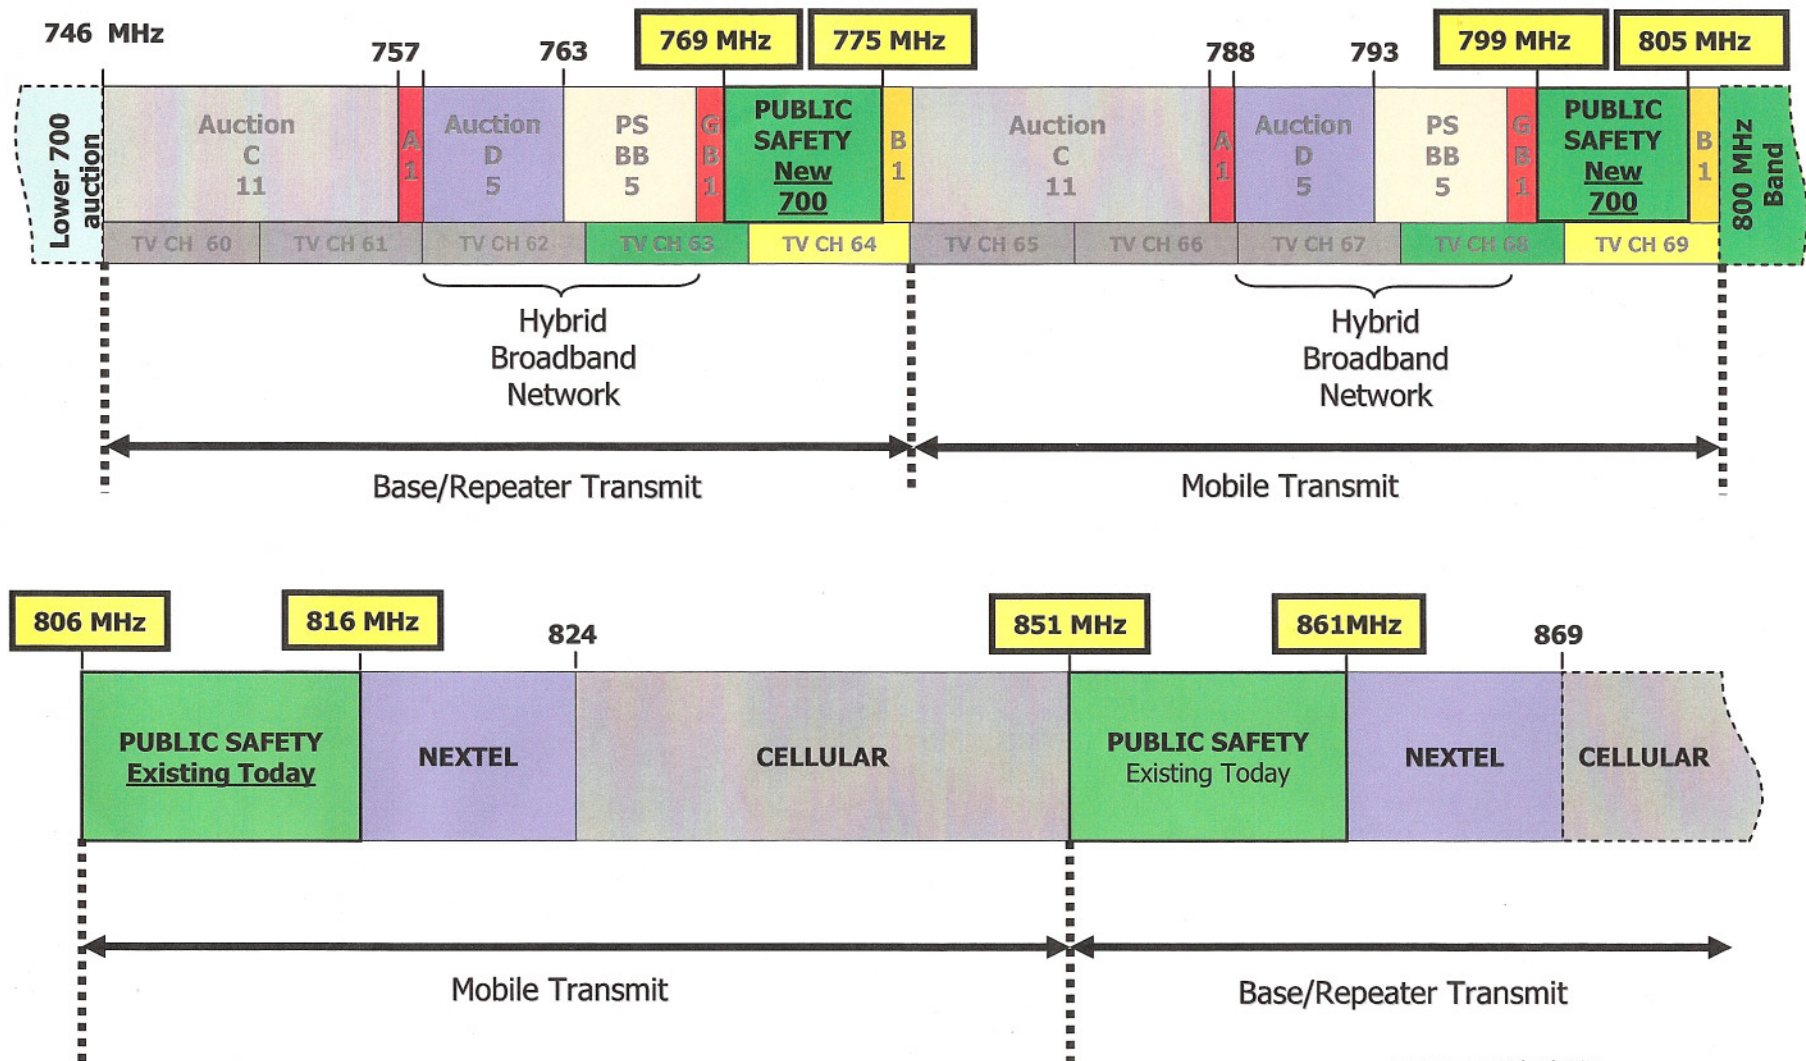 746 MHz
757
763
769 MHz
775 MHz
788
793
799 MHz
805 MHz
Lower 700
auction
Auction
C
11
A
1
Auction
D
5
PS
BB
5
G
B
1
PUBLIC
SAFETY
New
700
B
1
Auction
C
11
A
1
Auction
D
5
PS
BB
5
G
B
1
PUBLIC
SAFETY
New
700
B
1
800 MHz
Band
TV CH 60
TV CH 61
TV CH 62
TV CH 63
TV CH 64
TV CH 65
TV CH 66
TV CH 67
TV CH 68
TV CH 69
Hybrid
Broadband
Network
Hybrid
Broadband
Network
Base/Repeater Transmit
Mobile Transmit
806 MHz
816 MHz
824
851 MHz
861MHz
869
PUBLIC SAFETY
Existing Today
NEXTEL
CELLULAR
PUBLIC SAFETY
Existing Today
NEXTEL
CELLULAR
Mobile Transmit
Base/Repeater Transmit